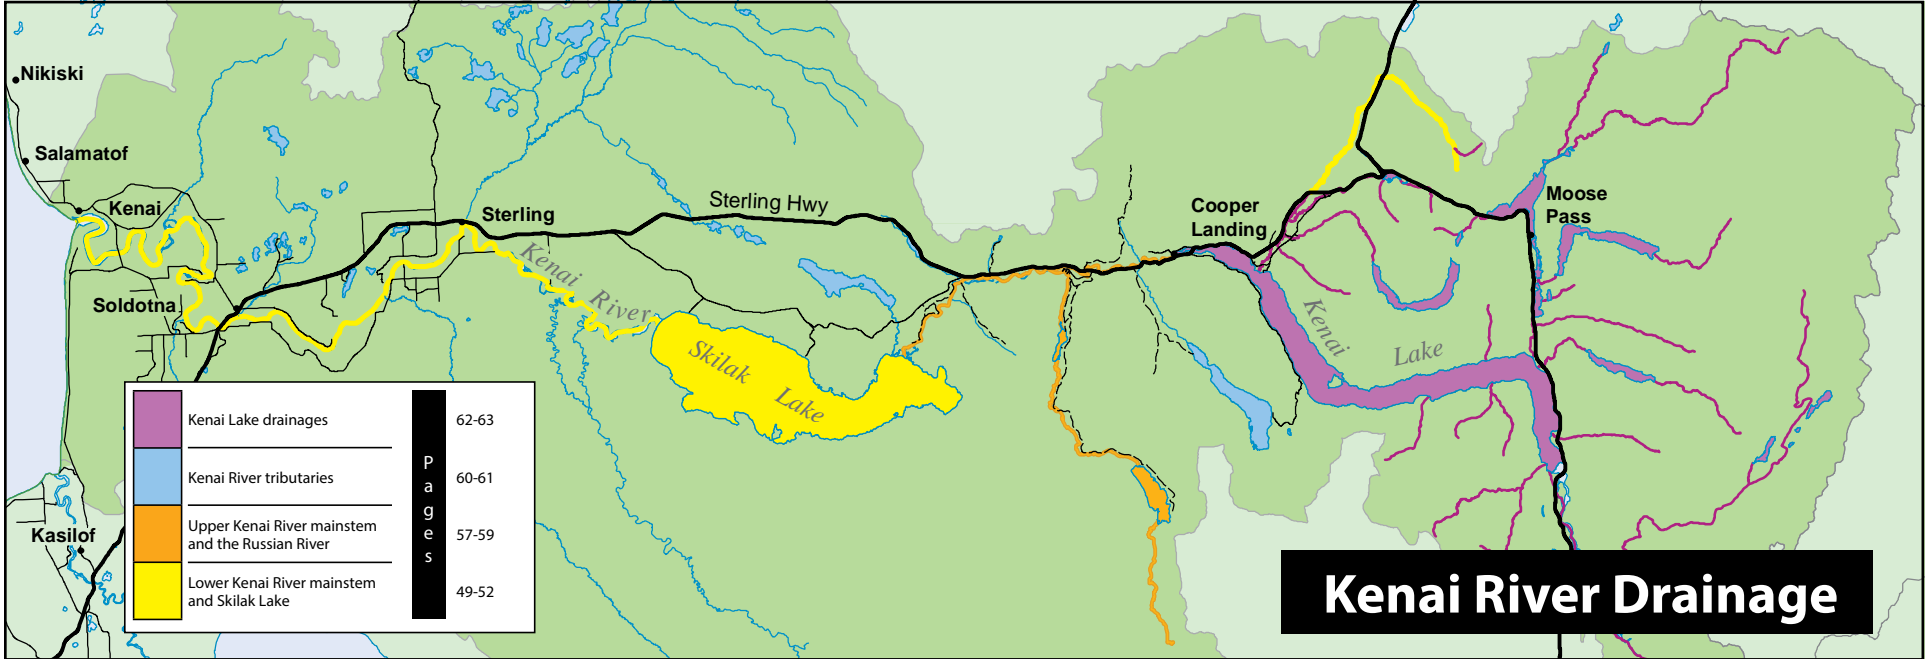 Nikiski
Salamatof
Kenai
Soldotna
Sterling
Sterling Hwy
Kenai River
Skilak Lake
Cooper
Landing
Moose
Pass
Kenai Lake
Kasilof
Kenai Lake drainages
62-63
Kenai River tributaries
60-61
Upper Kenai River mainstem
and the Russian River
57-59
Lower Kenai River mainstem
and Skilak Lake
49-52
Pages
Kenai River Drainage